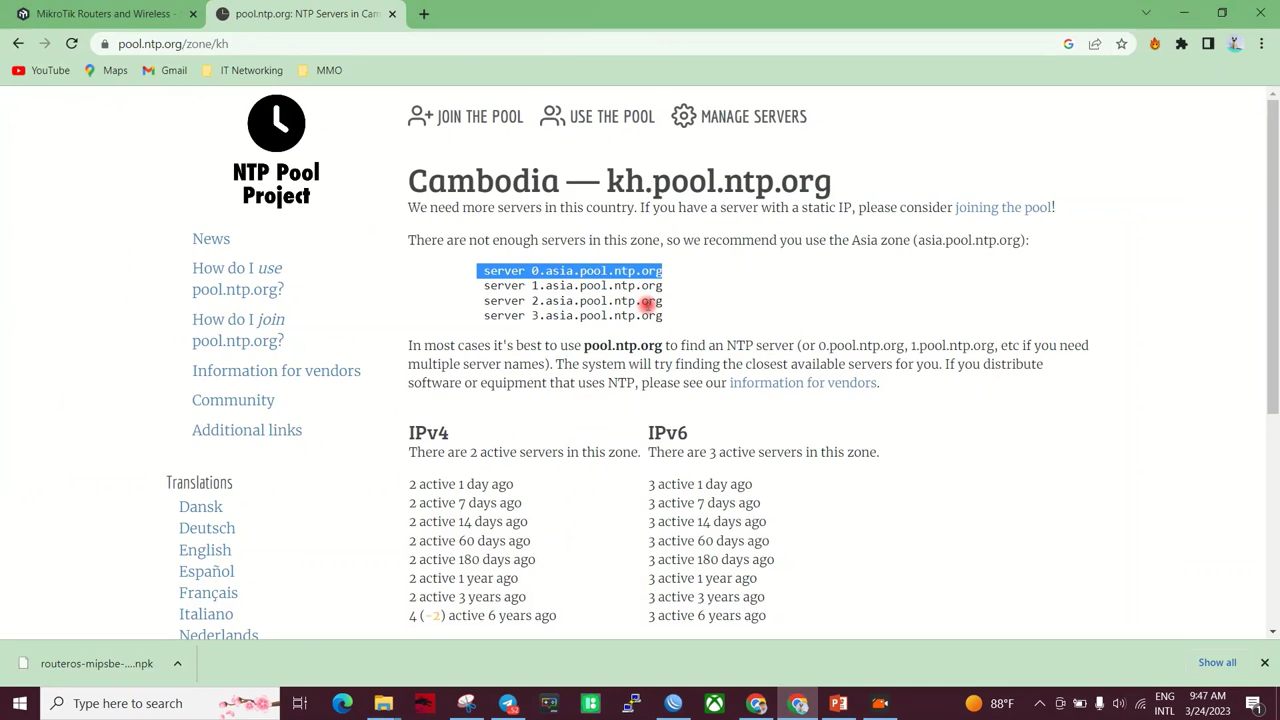 MikroTik Routers and Wireless -
pool.ntp.org: NTP Servers in Cam
pool.ntp.org/zone/kh
YouTube
Maps
Gmail
IT Networking
MMO
NTP Pool
Project
JOIN THE POOL
USE THE POOL
MANAGE SERVERS
News
How do I use
pool.ntp.org?
How do I join
pool.ntp.org?
Information for vendors
Community
Additional links
Translations
Dansk
Deutsch
English
Español
Français
Italiano
Nederlands
Cambodia — kh.pool.ntp.org
We need more servers in this country. If you have a server with a static IP, please consider joining the pool!
There are not enough servers in this zone, so we recommend you use the Asia zone (asia.pool.ntp.org):
server 0.asia.pool.ntp.org
server 1.asia.pool.ntp.org
server 2.asia.pool.ntp.org
server 3.asia.pool.ntp.org
In most cases it's best to use pool.ntp.org to find an NTP server (or 0.pool.ntp.org, 1.pool.ntp.org, etc if you need
multiple server names). The system will try finding the closest available servers for you. If you distribute
software or equipment that uses NTP, please see our information for vendors.
IPv4
There are 2 active servers in this zone.
2 active 1 day ago
2 active 7 days ago
2 active 14 days ago
2 active 60 days ago
2 active 180 days ago
2 active 1 year ago
2 active 3 years ago
4 (-2) active 6 years ago
IPv6
There are 3 active servers in this zone.
3 active 1 day ago
3 active 7 days ago
3 active 14 days ago
3 active 60 days ago
3 active 180 days ago
3 active 1 year ago
3 active 3 years ago
3 active 6 years ago
routeros-mipsbe-....npk
Show all
Type here to search
88°F
ENG
INTL
9:47 AM
3/24/2023